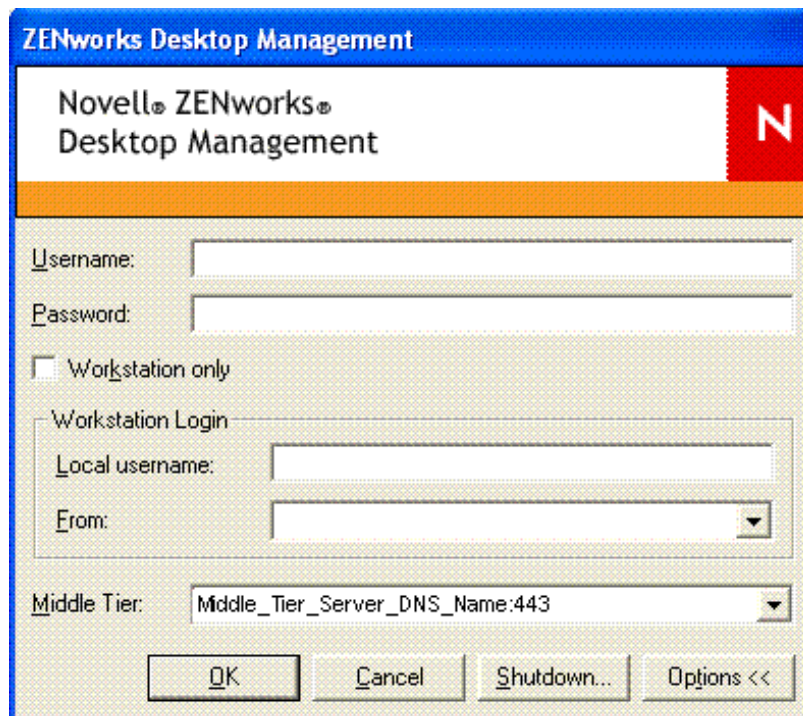 ZENworks Desktop Management
Novell® ZENworks®
Desktop Management
N
Username:
Password:
Workstation only
Workstation Login
Local username:
From:
Middle Tier: Middle_Tier_Server_DNS_Name:443
OK Cancel Shutdown... Options <<